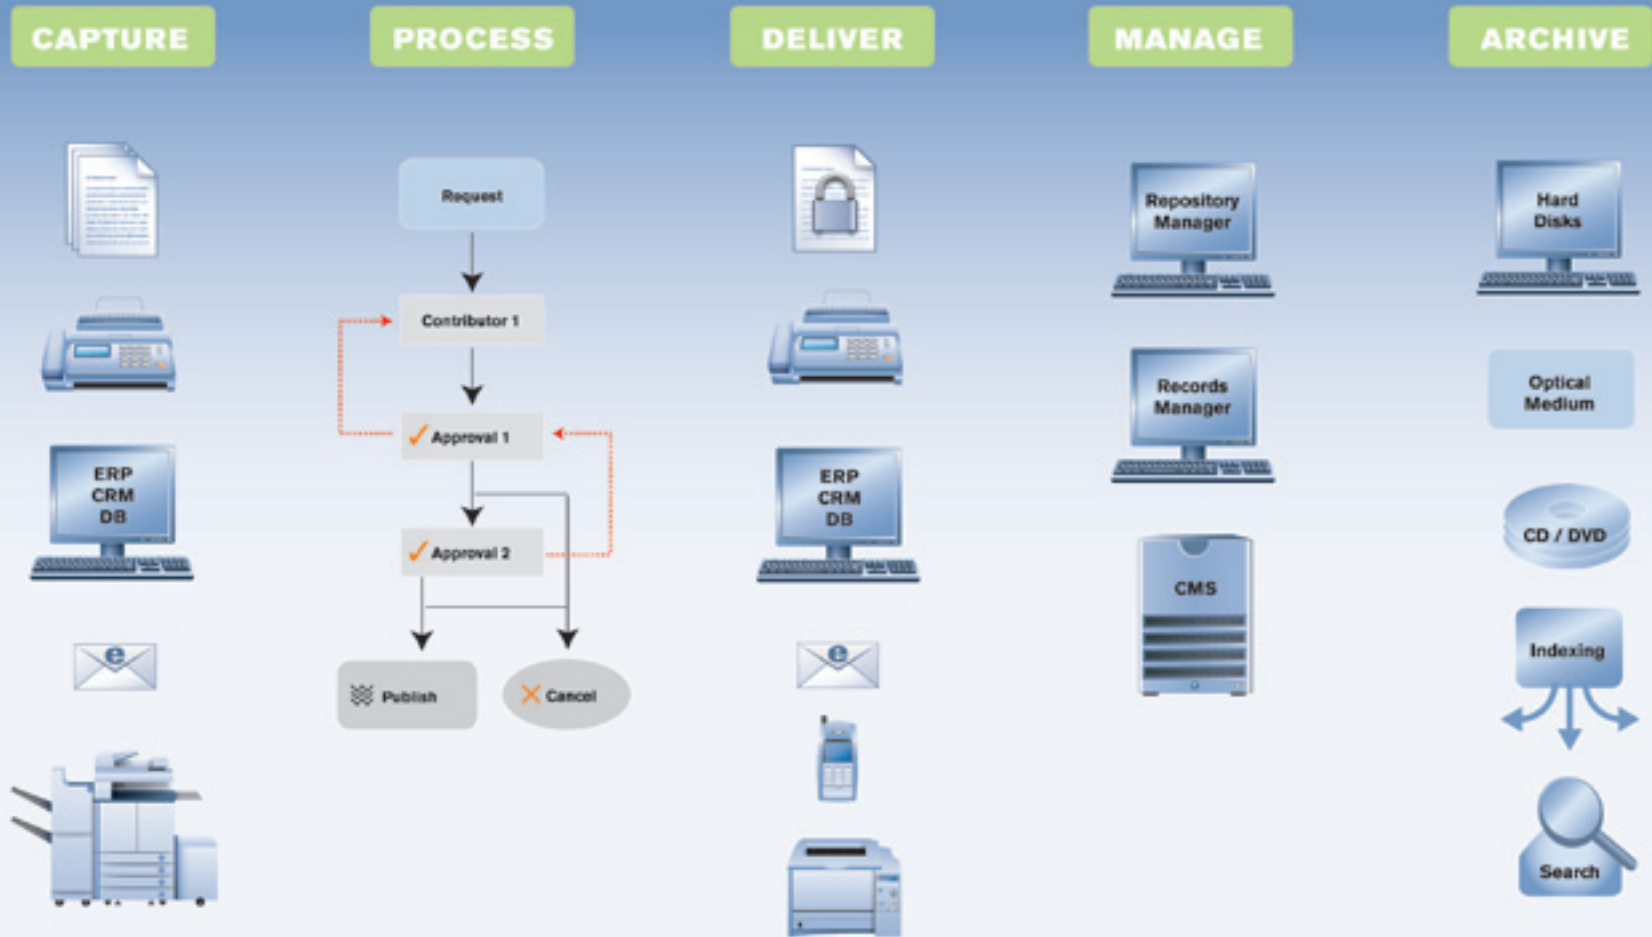 CAPTURE
PROCESS
DELIVER
MANAGE
ARCHIVE
ERP
CRM
DB
e
Request
Contributor 1
Approval 1
Approval 2
Publish
Cancel
ERP
CRM
DB
e
Repository
Manager
Records
Manager
CMS
Hard
Disks
Optical
Medium
CD / DVD
Indexing
Search